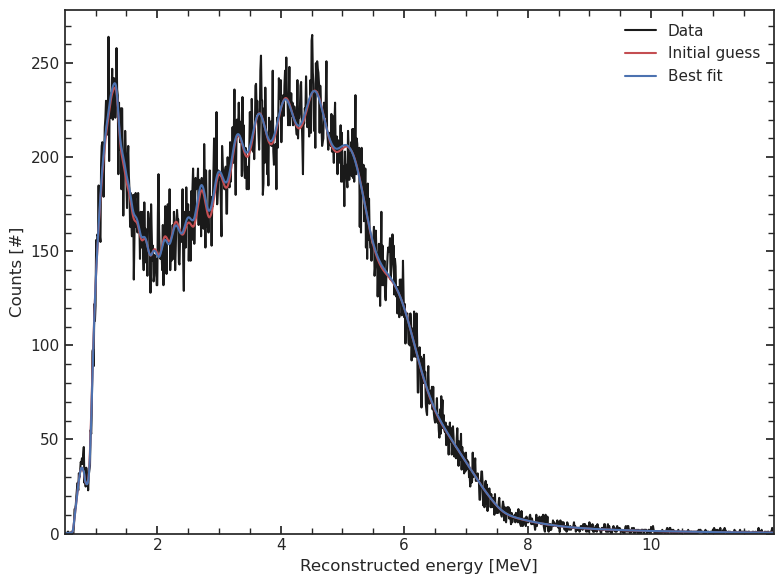 Data
Initial guess
Best fit
250
200
150
100
50
0
Counts [#]
2 4 6 8 10
Reconstructed energy [MeV]